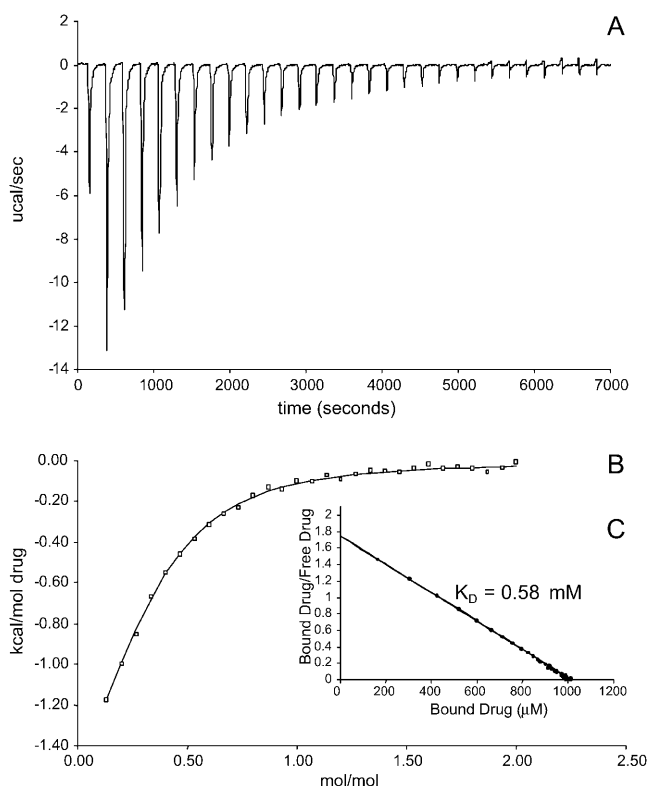 A
2
0
-2
-4
-6
-8
-10
-12
-14
ucal/sec
0 1000 2000 3000 4000 5000 6000 7000
time (seconds)
B
0.00
-0.20
-0.40
-0.60
-0.80
-1.00
-1.20
-1.40
kcal/mol drug
0.00 0.50 1.00 1.50 2.00 2.50
mol/mol
C
2
1.8
1.6
1.4
1.2
1
0.8
0.6
0.4
0.2
0
Bound Drug/Free Drug
K_D = 0.58 mM
0 200 400 600 800 1000 1200
Bound Drug (μM)